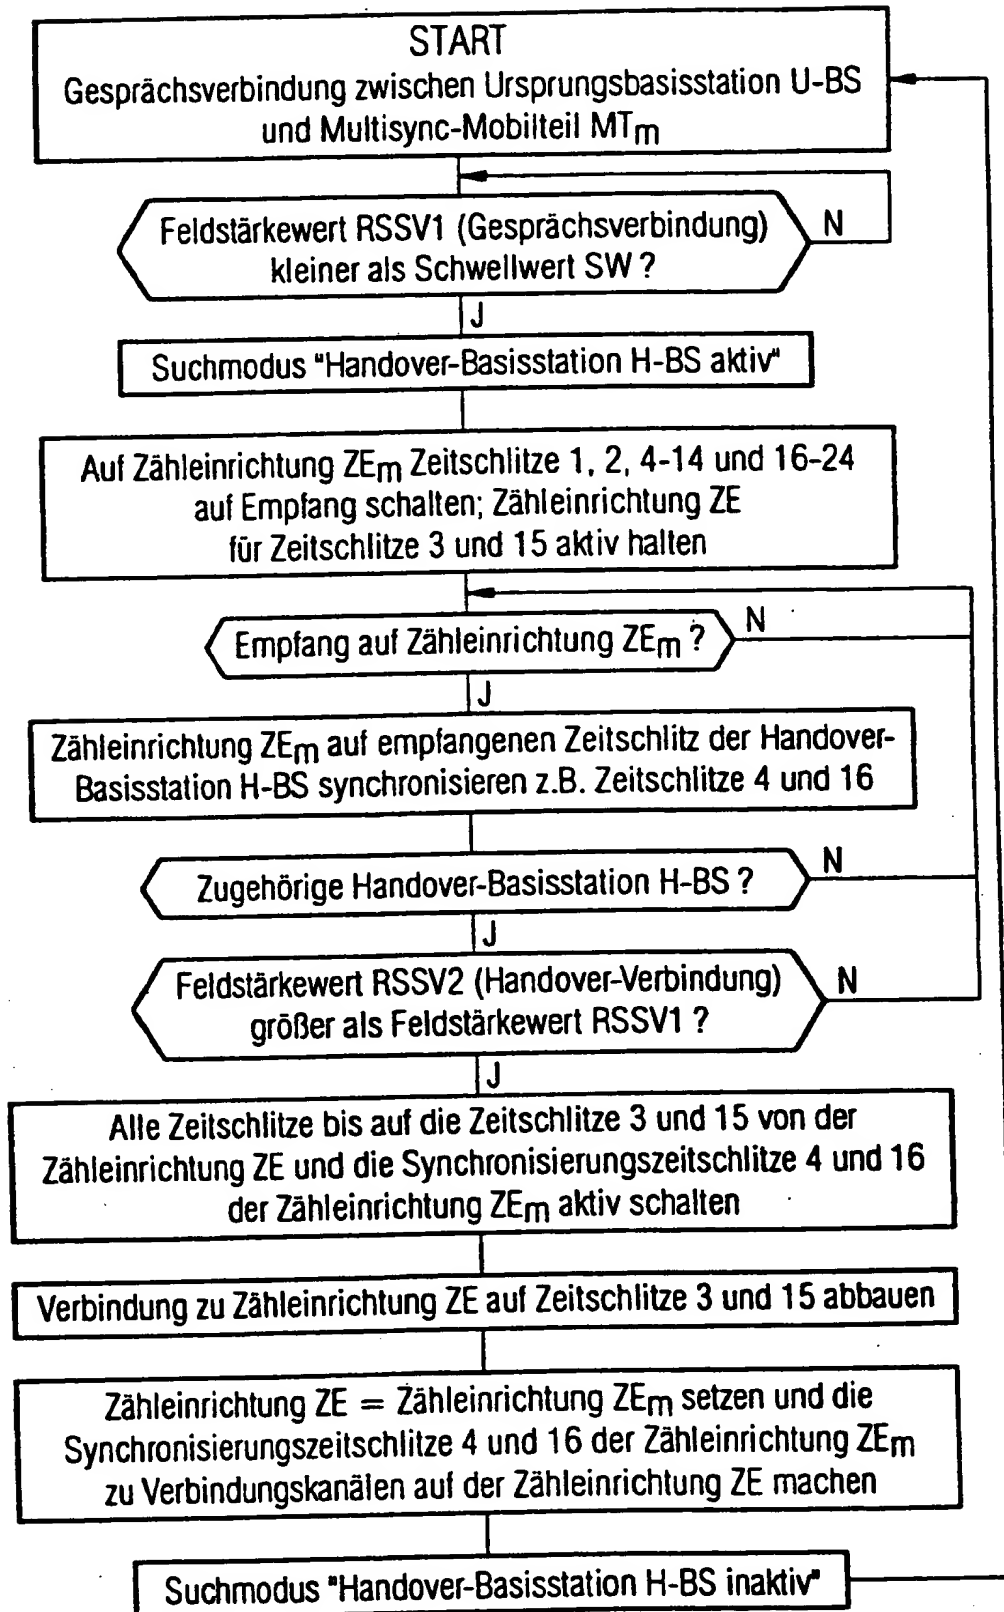 START
Gesprächsverbindung zwischen Ursprungsbasisstation U-BS
und Multisync-Mobilteil MTm
Feldstärkewert RSSV1 (Gesprächsverbindung)
kleiner als Schwellwert SW ?
N
J
Suchmodus "Handover-Basisstation H-BS aktiv"
Auf Zähleinrichtung ZEm Zeitschlitze 1, 2, 4-14 und 16-24
auf Empfang schalten; Zähleinrichtung ZE
für Zeitschlitze 3 und 15 aktiv halten
Empfang auf Zähleinrichtung ZEm ?
N
J
Zähleinrichtung ZEm auf empfangenen Zeitschlitz der Handover-
Basisstation H-BS synchronisieren z.B. Zeitschlitze 4 und 16
Zugehörige Handover-Basisstation H-BS ?
N
J
Feldstärkewert RSSV2 (Handover-Verbindung)
größer als Feldstärkewert RSSV1 ?
N
J
Alle Zeitschlitze bis auf die Zeitschlitze 3 und 15 von der
Zähleinrichtung ZE und die Synchronisierungszeitschlitze 4 und 16
der Zähleinrichtung ZEm aktiv schalten
Verbindung zu Zähleinrichtung ZE auf Zeitschlitze 3 und 15 abbauen
Zähleinrichtung ZE = Zähleinrichtung ZEm setzen und die
Synchronisierungszeitschlitze 4 und 16 der Zähleinrichtung ZEm
zu Verbindungskanälen auf der Zähleinrichtung ZE machen
Suchmodus "Handover-Basisstation H-BS inaktiv"